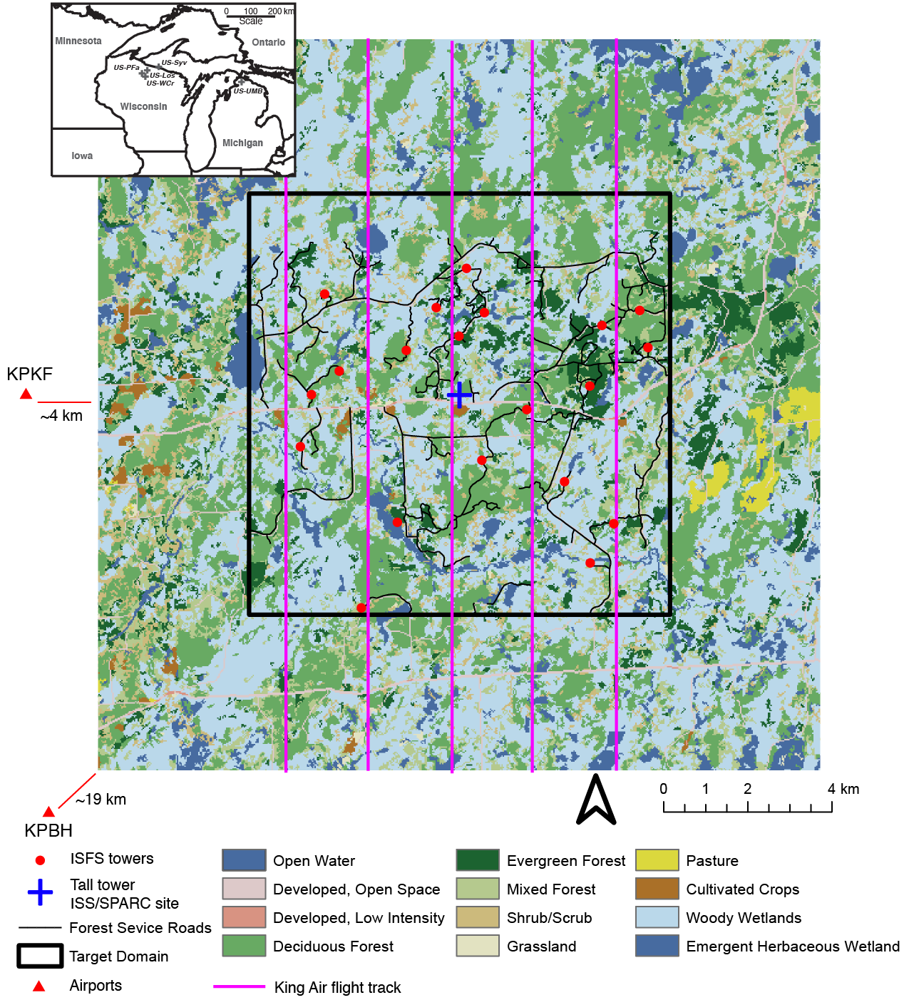 0 100 200 km
Scale
Minnesota
Ontario
US-PFa
US-Syv
US-Los
US-WCr
US-UMB
Wisconsin
Michigan
Iowa
KPKF
~4 km
~19 km
KPBH
0 1 2 4 km
ISFS towers
Tall tower
ISS/SPARC site
Forest Sevice Roads
Target Domain
Airports
Open Water
Developed, Open Space
Developed, Low Intensity
Deciduous Forest
King Air flight track
Evergreen Forest
Mixed Forest
Shrub/Scrub
Grassland
Pasture
Cultivated Crops
Woody Wetlands
Emergent Herbaceous Wetland